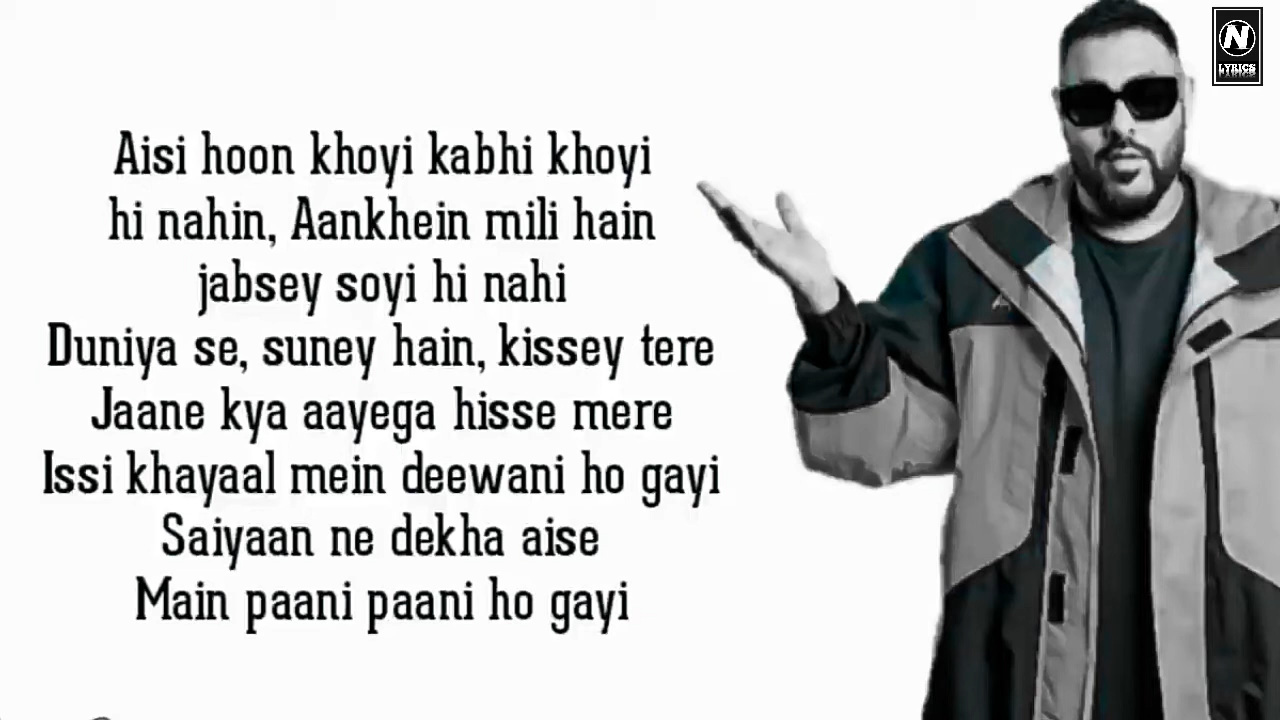 N
LYRICS
Aisi hoon khoyi kabhi khoyi
hi nahin, Aankhein mili hain
jabsey soyi hi nahi
Duniya se, suney hain, kissey tere
Jaane kya aayega hisse mere
Issi khayaal mein deewani ho gayi
Saiyaan ne dekha aise
Main paani paani ho gayi